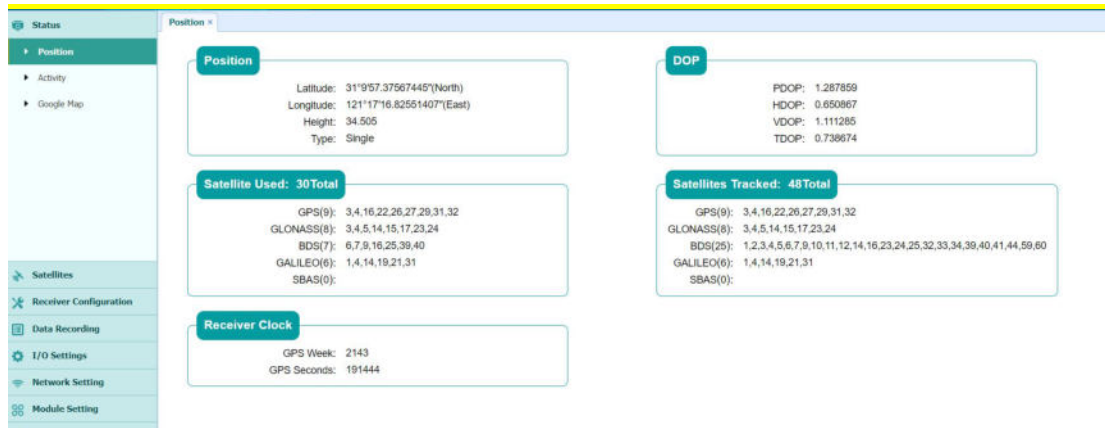 Status
Position
Activity
Google Map
Satellites
Receiver Configuration
Data Recording
I/O Settings
Network Setting
Module Setting
Position ×
Position
Latitude: 31°9'57.37567445"(North)
Longitude: 121°17'16.82551407"(East)
Height: 34.505
Type: Single
DOP
PDOP: 1.287859
HDOP: 0.650867
VDOP: 1.111285
TDOP: 0.738674
Satellite Used: 30Total
GPS(9): 3,4,16,22,26,27,29,31,32
GLONASS(8): 3,4,5,14,15,17,23,24
BDS(7): 6,7,9,16,25,39,40
GALILEO(6): 1,4,14,19,21,31
SBAS(0):
Satellites Tracked: 48Total
GPS(9): 3,4,16,22,26,27,29,31,32
GLONASS(8): 3,4,5,14,15,17,23,24
BDS(25): 1,2,3,4,5,6,7,9,10,11,12,14,16,23,24,25,32,33,34,39,40,41,44,59,60
GALILEO(6): 1,4,14,19,21,31
SBAS(0):
Receiver Clock
GPS Week: 2143
GPS Seconds: 191444